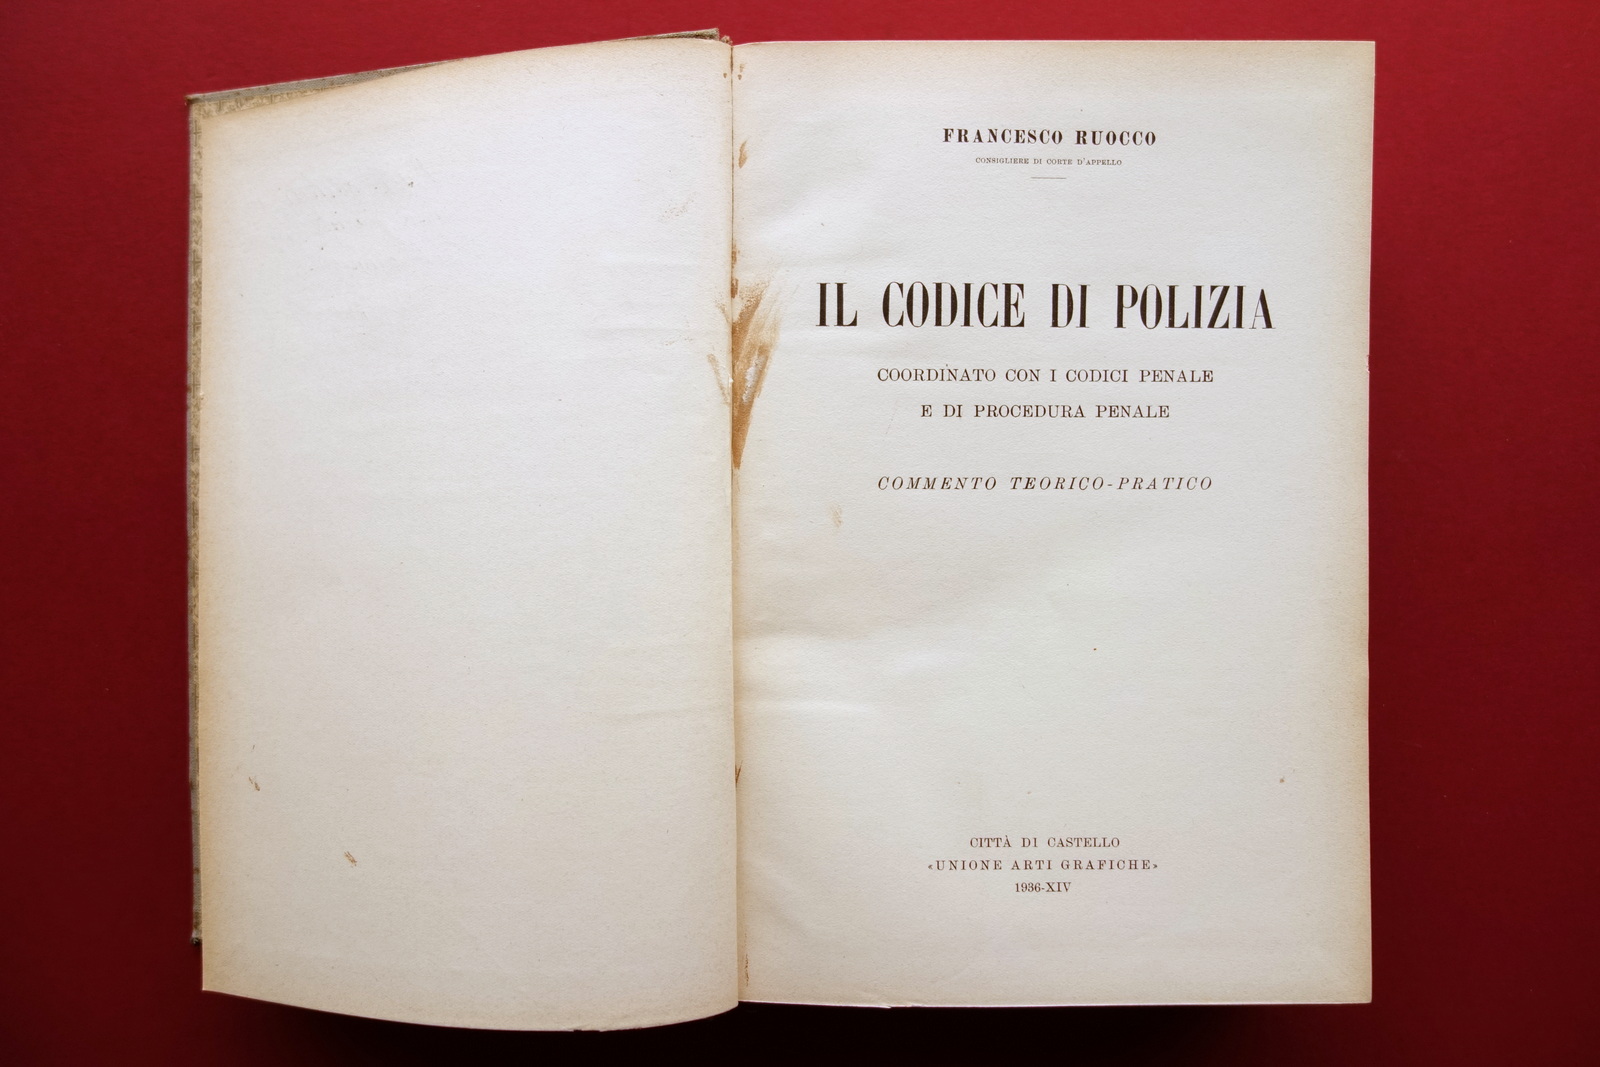 FRANCESCO RUOCCO
CONSIGLIERE DI CORTE D'APPELLO
IL CODICE DI POLIZIA
COORDINATO CON I CODICI PENALE
E DI PROCEDURA PENALE
COMMENTO TEORICO-PRATICO
CITTÀ DI CASTELLO
«UNIONE ARTI GRAFICHE»
1936-XIV